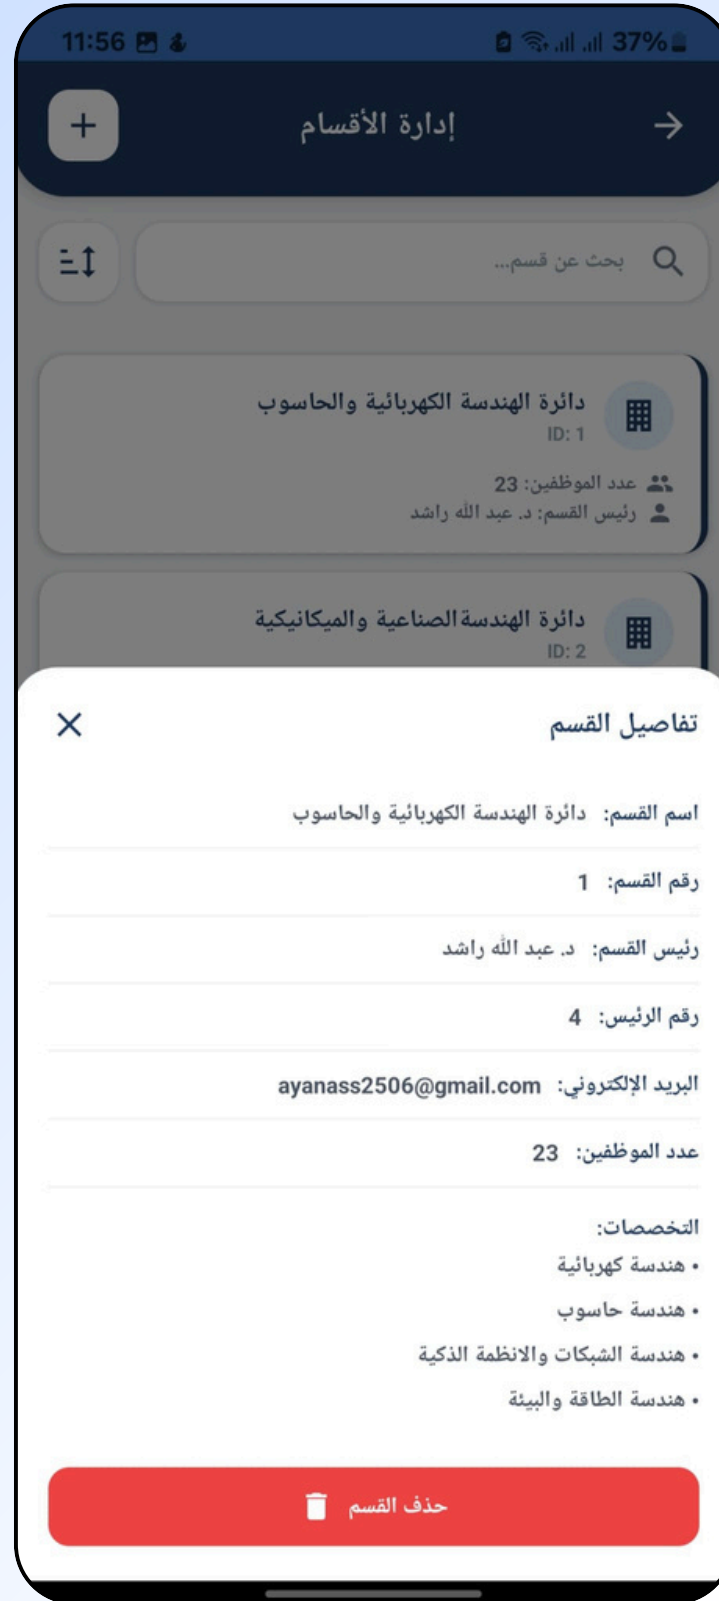 11:56 37%
إدارة الأقسام
بحث عن قسم...
دائرة الهندسة الكهربائية والحاسوب
ID: 1
عدد الموظفين: 23
رئيس القسم: د. عبد الله راشد
دائرة الهندسة الصناعية والميكانيكية
ID: 2
تفاصيل القسم
اسم القسم: دائرة الهندسة الكهربائية والحاسوب
رقم القسم: 1
رئيس القسم: د. عبد الله راشد
رقم الرئيس: 4
البريد الإلكتروني: ayanass2506@gmail.com
عدد الموظفين: 23
التخصصات:
• هندسة كهربائية
• هندسة حاسوب
• هندسة الشبكات والانظمة الذكية
• هندسة الطاقة والبيئة
حذف القسم